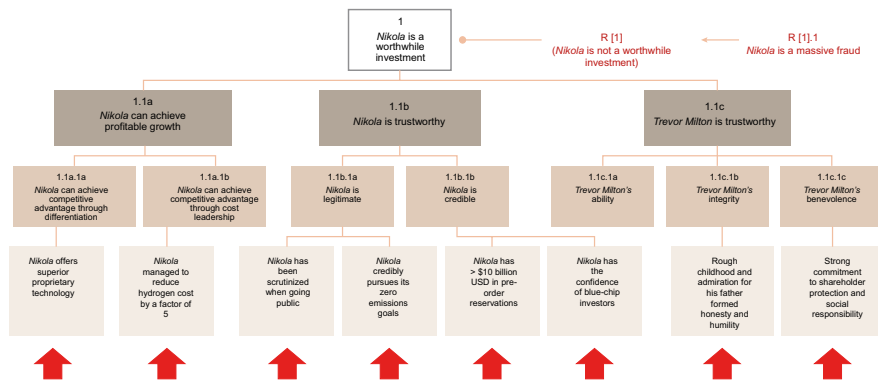 1
Nikola is a
worthwhile
investment
R [1]
(Nikola is not a worthwhile
investment)
R [1].1
Nikola is a massive fraud
1.1a
Nikola can achieve
profitable growth
1.1b
Nikola is trustworthy
1.1c
Trevor Milton is trustworthy
1.1a.1a
Nikola can achieve
competitive
advantage through
differentiation
1.1a.1b
Nikola can achieve
competitive advantage
through cost
leadership
1.1b.1a
Nikola is
legitimate
1.1b.1b
Nikola is
credible
1.1c.1a
Trevor Milton's
ability
1.1c.1b
Trevor Milton's
integrity
1.1c.1c
Trevor Milton's
benevolence
Nikola offers
superior
proprietary
technology
Nikola
managed to
reduce
hydrogen cost
by a factor of
5
Nikola has
been
scrutinized
when going
public
Nikola
credibly
pursues its
zero
emissions
goals
Nikola has
> $10 billion
USD in pre-
order
reservations
Nikola has
the
confidence
of blue-chip
investors
Rough
childhood and
admiration for
his father
formed
honesty and
humility
Strong
commitment
to shareholder
protection and
social
responsibility